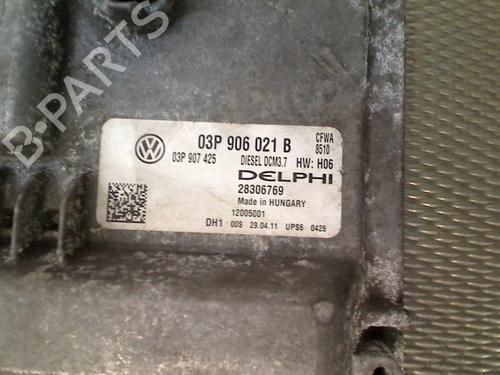 03P 906 021 B
CFWA
8510
03P 907 425
DIESEL DCM3.7
HW: H06
DELPHI
28306769
Made in HUNGARY
12005001
DH1 00S 29.04.11 UPS6 0426